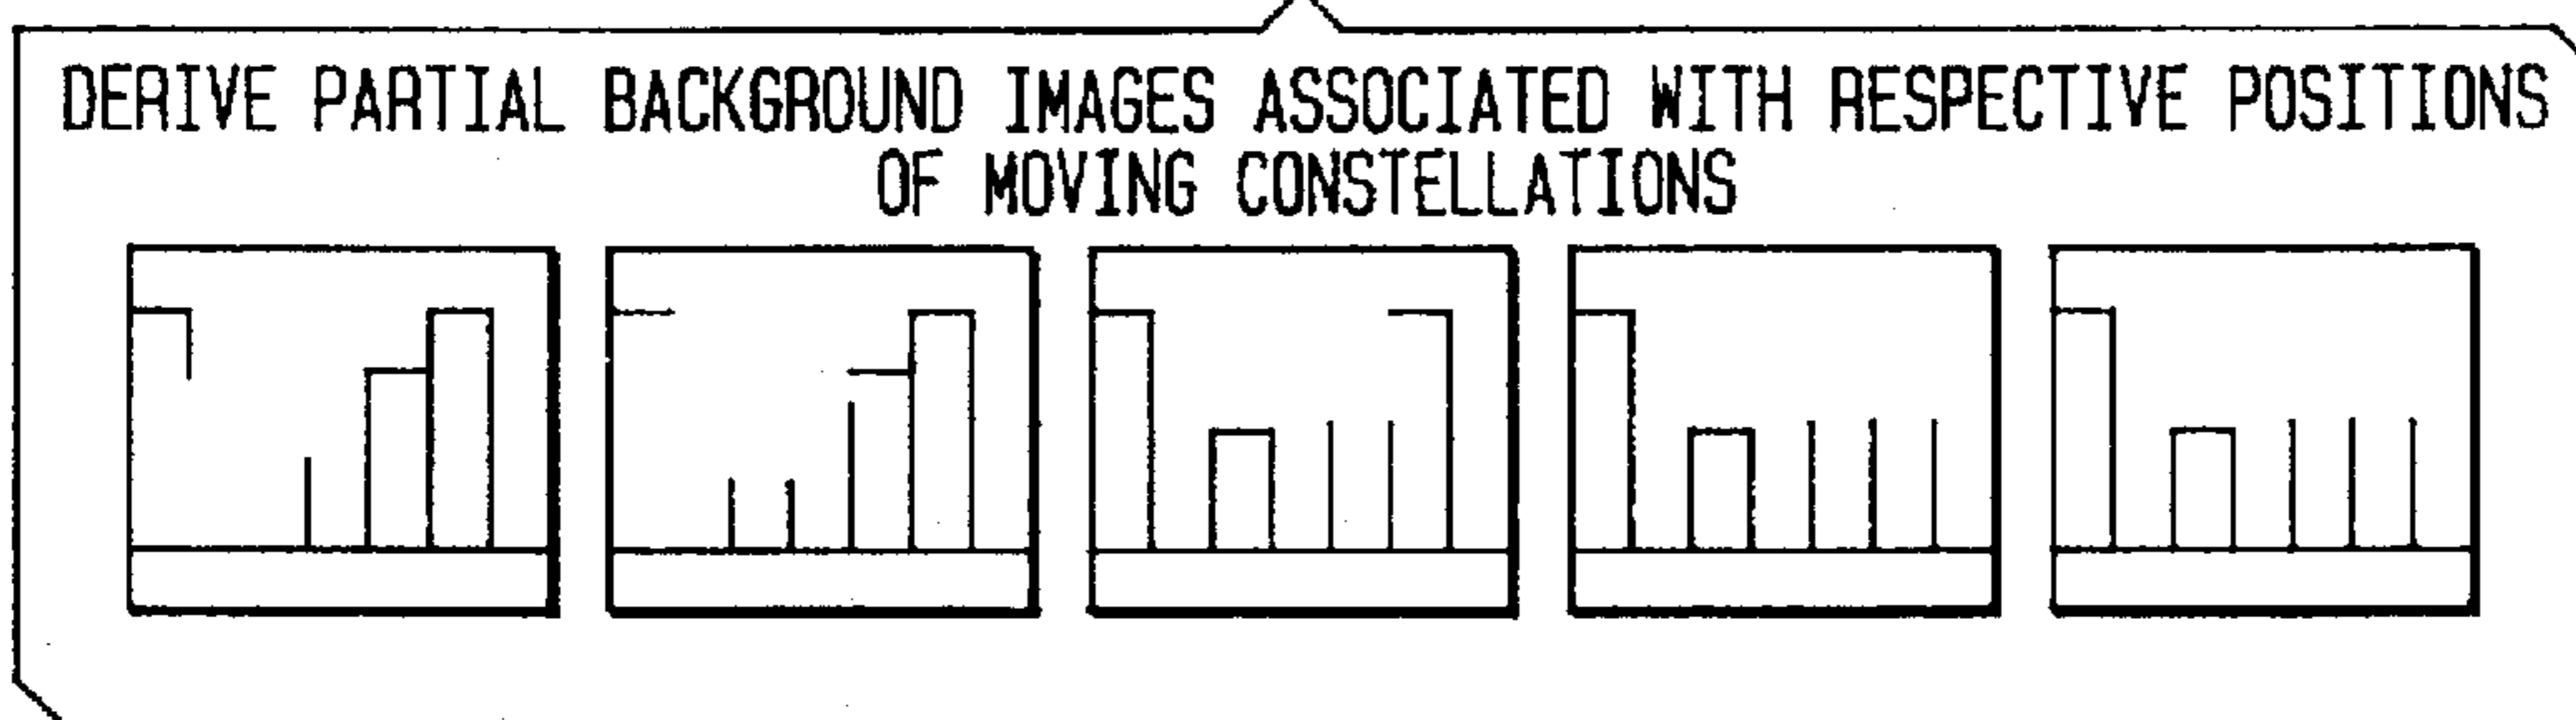 DERIVE PARTIAL BACKGROUND IMAGES ASSOCIATED WITH RESPECTIVE POSITIONS
OF MOVING CONSTELLATIONS